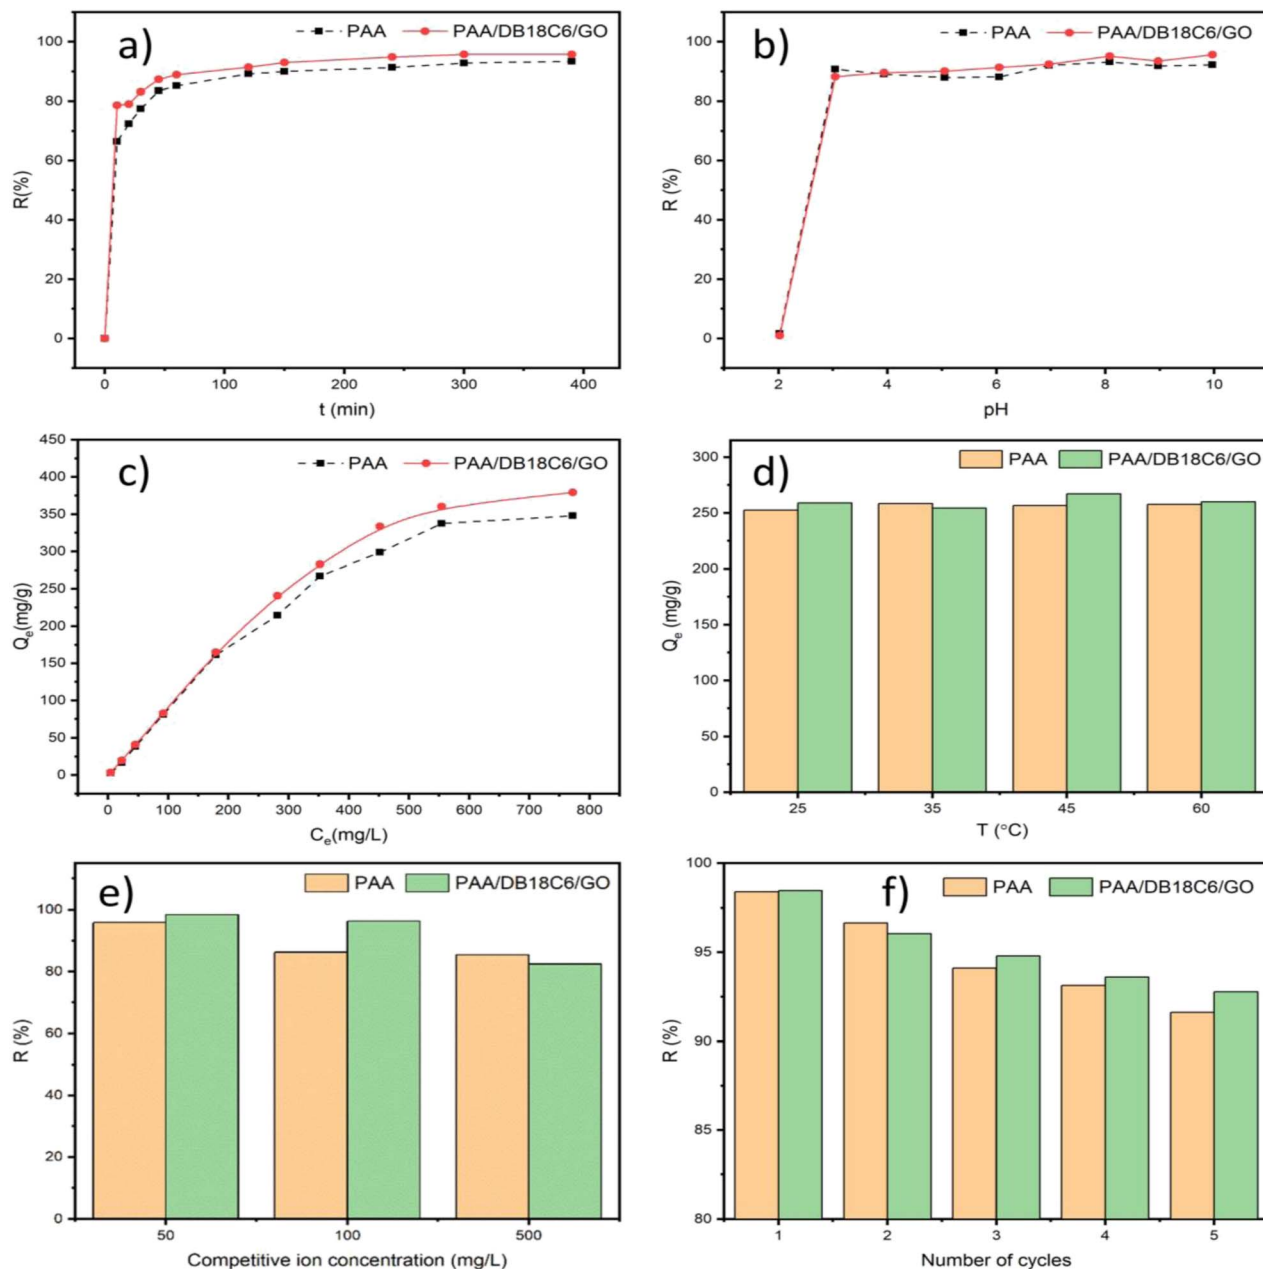 a)
PAA PAA/DB18C6/GO
100
80
60
40
20
0
R(%)
0 100 200 300 400
t (min)
b)
PAA PAA/DB18C6/GO
100
80
60
40
20
0
R (%)
2 4 6 8 10
pH
c)
PAA PAA/DB18C6/GO
450
400
350
300
250
200
150
100
50
0
Qe(mg/g)
0 100 200 300 400 500 600 700 800
Ce(mg/L)
d)
PAA PAA/DB18C6/GO
300
250
200
150
100
50
0
Qe (mg/g)
25 35 45 60
T (°C)
e)
PAA PAA/DB18C6/GO
100
80
60
40
20
0
R (%)
50 100 500
Competitive ion concentration (mg/L)
f)
PAA PAA/DB18C6/GO
100
95
90
85
80
R (%)
1 2 3 4 5
Number of cycles